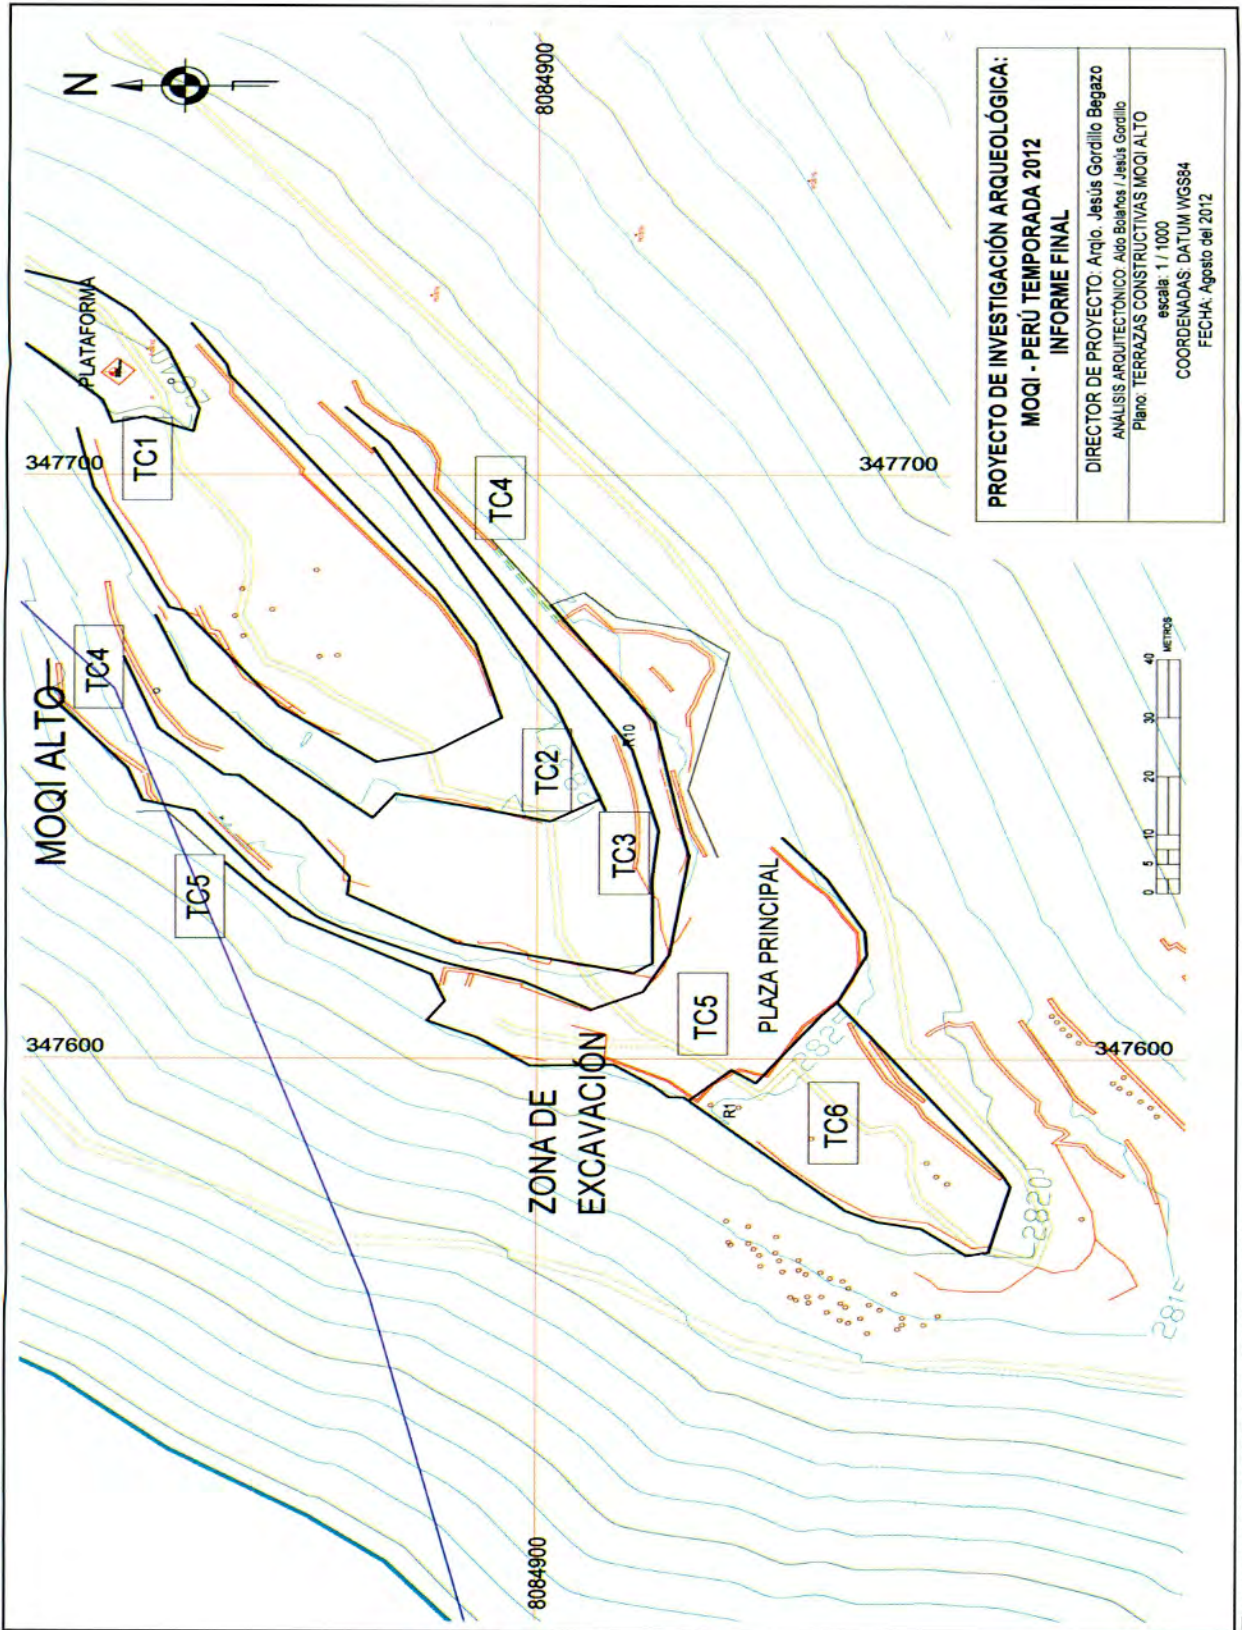 N
8084900
PLATAFORMA
TC1
347700
347700
TC4
MOQI ALTO
TC4
TC5
TC2
R10
TC3
PLAZA PRINCIPAL
TC5
347600
347600
ZONA DE
EXCAVACIÓN
R1
TC6
2825
2820
281
8084900
0 5 10 20 30 40
METROS
PROYECTO DE INVESTIGACIÓN ARQUEOLÓGICA:
MOQI - PERÚ TEMPORADA 2012
INFORME FINAL
DIRECTOR DE PROYECTO: Arqlo. Jesús Gordillo Begazo
ANÁLISIS ARQUITECTÓNICO: Aldo Bolaños / Jesús Gordillo
Plano: TERRAZAS CONSTRUCTIVAS MOQI ALTO
escala: 1 / 1000
COORDENADAS: DATUM WGS84
FECHA: Agosto del 2012